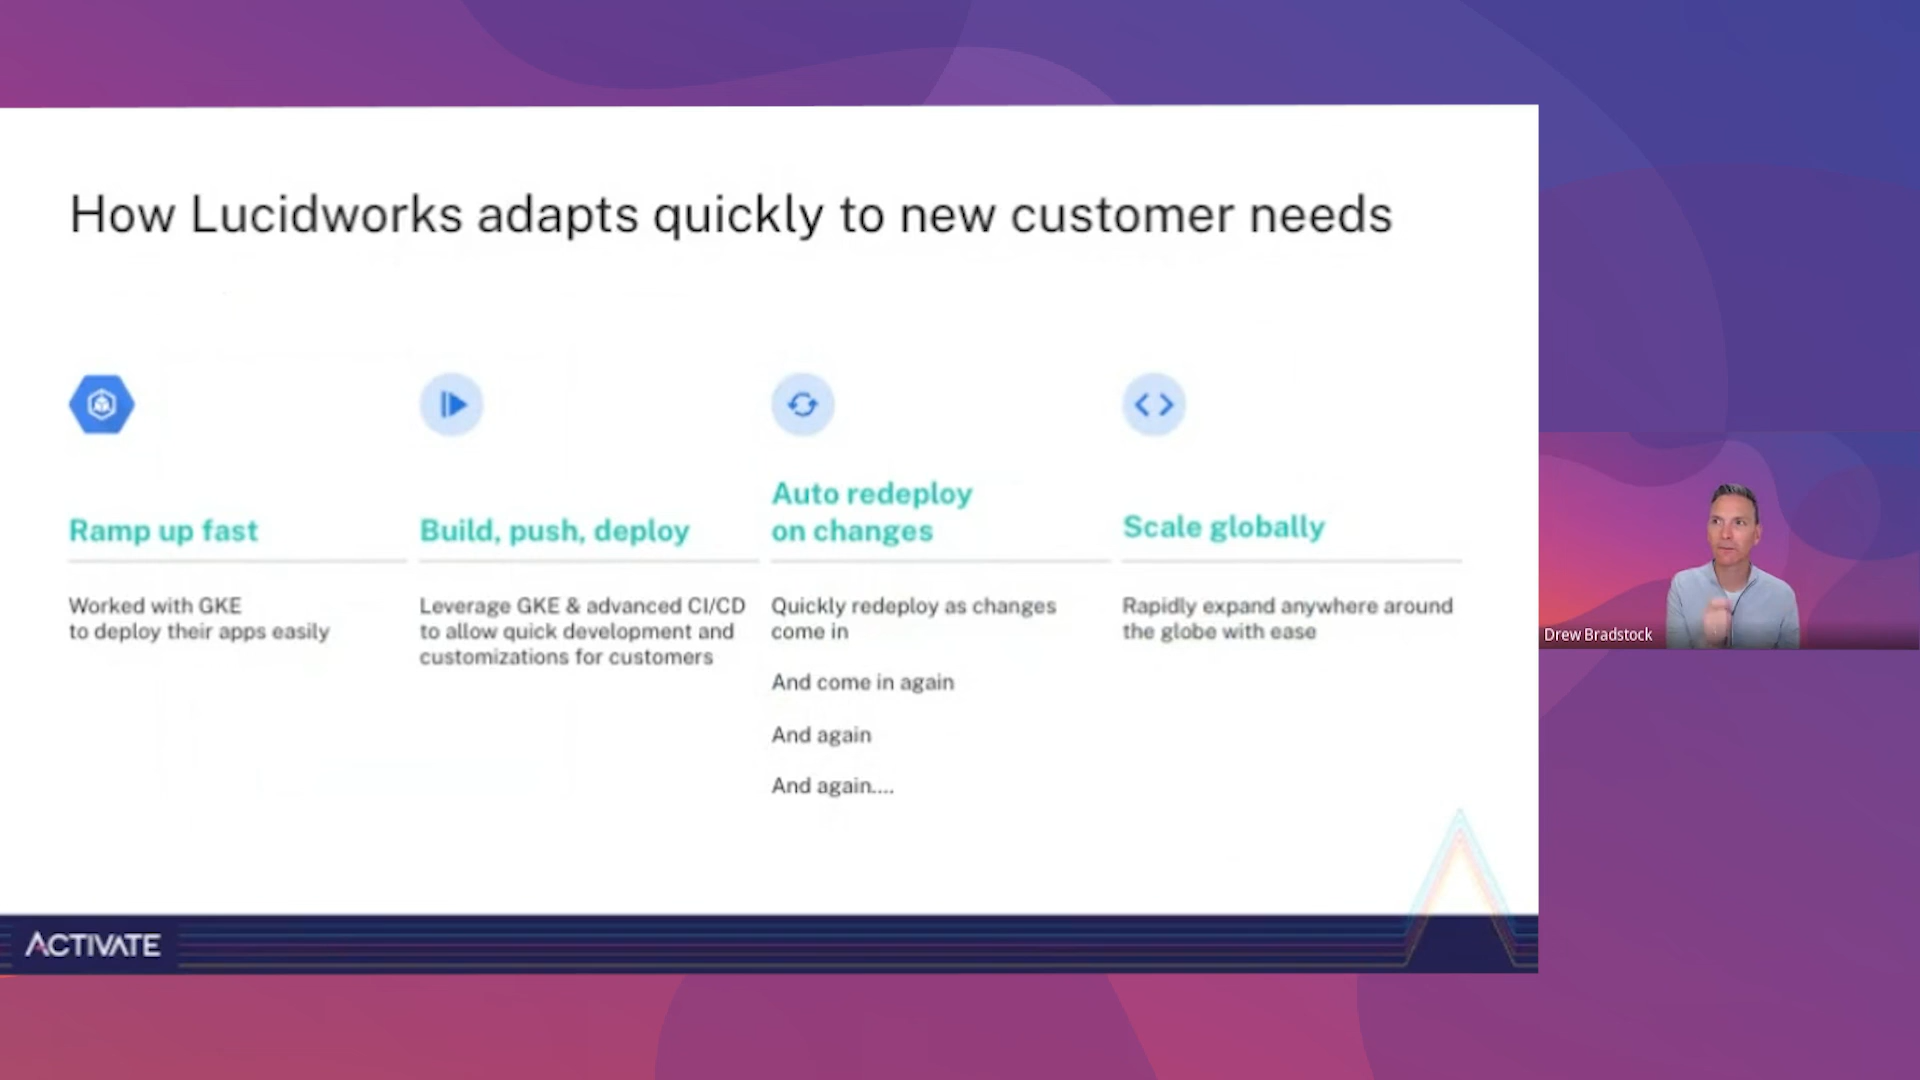 How Lucidworks adapts quickly to new customer needs
Ramp up fast
Worked with GKE
to deploy their apps easily
Build, push, deploy
Leverage GKE & advanced CI/CD
to allow quick development and
customizations for customers
Auto redeploy
on changes
Quickly redeploy as changes
come in
And come in again
And again
And again....
Scale globally
Rapidly expand anywhere around
the globe with ease
Drew Bradstock
ACTIVATE